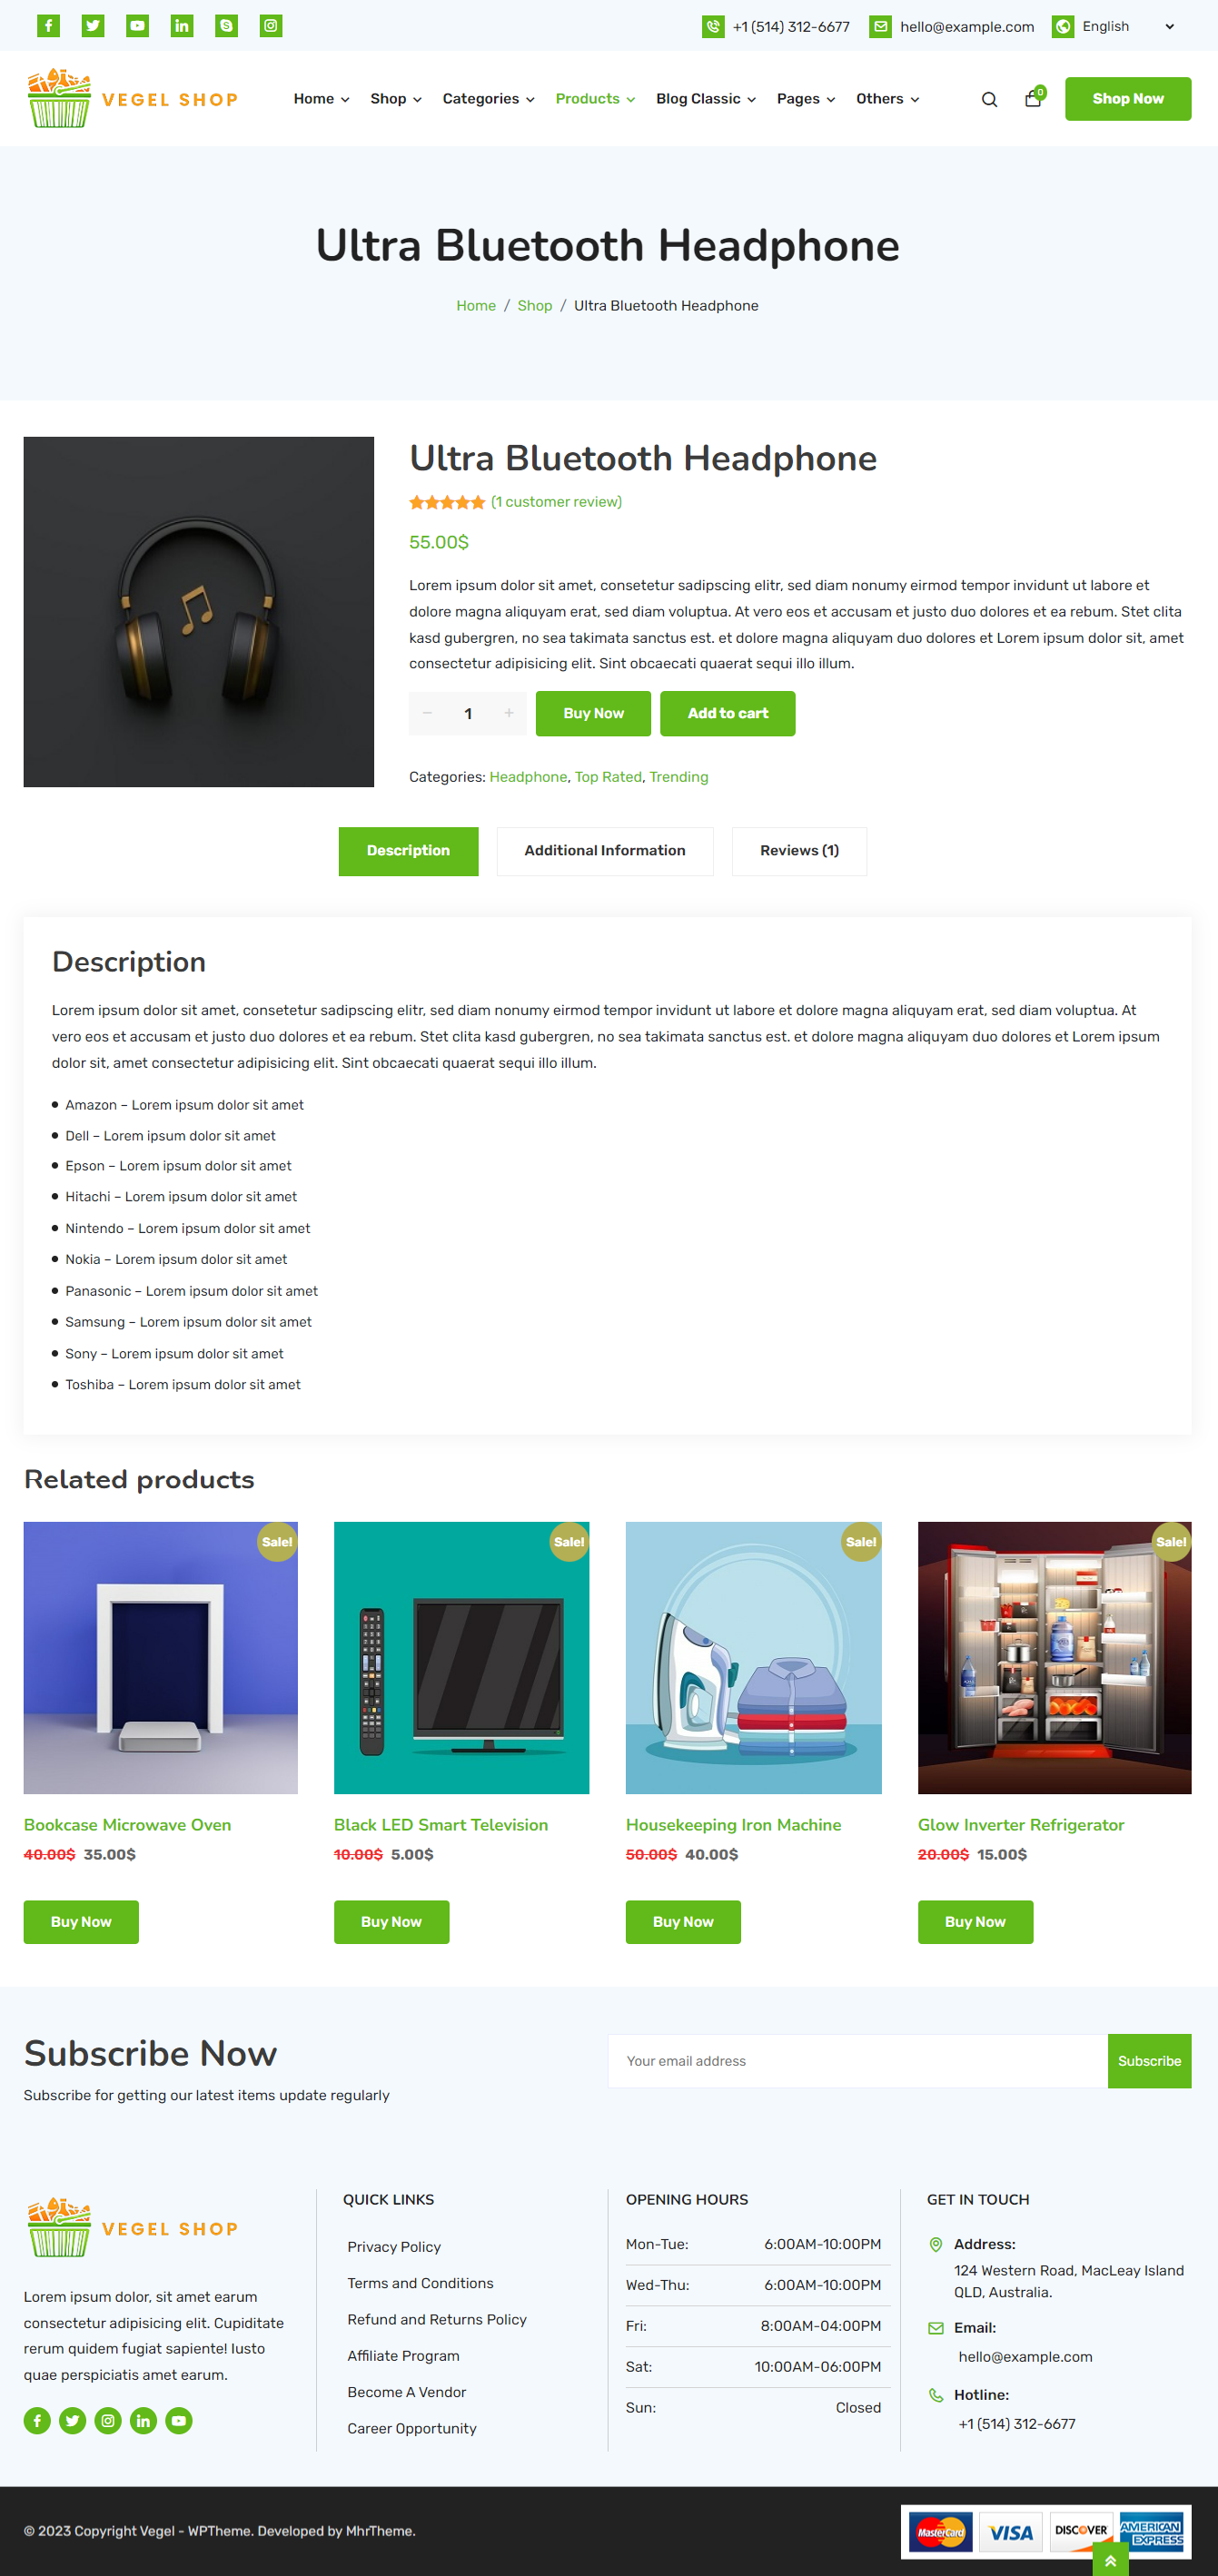 +1 (514) 312-6677
hello@example.com
English
VEGEL SHOP
Home
Shop
Categories
Products
Blog Classic
Pages
Others
0
Shop Now
Ultra Bluetooth Headphone
Home / Shop / Ultra Bluetooth Headphone
Ultra Bluetooth Headphone
(1 customer review)
55.00$
Lorem ipsum dolor sit amet, consetetur sadipscing elitr, sed diam nonumy eirmod tempor invidunt ut labore et
dolore magna aliquyam erat, sed diam voluptua. At vero eos et accusam et justo duo dolores et ea rebum. Stet clita
kasd gubergren, no sea takimata sanctus est. et dolore magna aliquyam duo dolores et Lorem ipsum dolor sit, amet
consectetur adipisicing elit. Sint obcaecati quaerat sequi illo illum.
− 1 +
Buy Now
Add to cart
Categories: Headphone, Top Rated, Trending
Description
Additional Information
Reviews (1)
Description
Lorem ipsum dolor sit amet, consetetur sadipscing elitr, sed diam nonumy eirmod tempor invidunt ut labore et dolore magna aliquyam erat, sed diam voluptua. At
vero eos et accusam et justo duo dolores et ea rebum. Stet clita kasd gubergren, no sea takimata sanctus est. et dolore magna aliquyam duo dolores et Lorem ipsum
dolor sit, amet consectetur adipisicing elit. Sint obcaecati quaerat sequi illo illum.
Amazon – Lorem ipsum dolor sit amet
Dell – Lorem ipsum dolor sit amet
Epson – Lorem ipsum dolor sit amet
Hitachi – Lorem ipsum dolor sit amet
Nintendo – Lorem ipsum dolor sit amet
Nokia – Lorem ipsum dolor sit amet
Panasonic – Lorem ipsum dolor sit amet
Samsung – Lorem ipsum dolor sit amet
Sony – Lorem ipsum dolor sit amet
Toshiba – Lorem ipsum dolor sit amet
Related products
Sale!
Bookcase Microwave Oven
40.00$ 35.00$
Buy Now
Sale!
Black LED Smart Television
10.00$ 5.00$
Buy Now
Sale!
Housekeeping Iron Machine
50.00$ 40.00$
Buy Now
Sale!
Glow Inverter Refrigerator
20.00$ 15.00$
Buy Now
Subscribe Now
Subscribe for getting our latest items update regularly
Your email address
Subscribe
VEGEL SHOP
Lorem ipsum dolor, sit amet earum
consectetur adipisicing elit. Cupiditate
rerum quidem fugiat sapiente! Iusto
quae perspiciatis amet earum.
QUICK LINKS
Privacy Policy
Terms and Conditions
Refund and Returns Policy
Affiliate Program
Become A Vendor
Career Opportunity
OPENING HOURS
Mon-Tue: 6:00AM-10:00PM
Wed-Thu: 6:00AM-10:00PM
Fri: 8:00AM-04:00PM
Sat: 10:00AM-06:00PM
Sun: Closed
GET IN TOUCH
Address:
124 Western Road, MacLeay Island
QLD, Australia.
Email:
hello@example.com
Hotline:
+1 (514) 312-6677
© 2023 Copyright Vegel - WPTheme. Developed by MhrTheme.
MasterCard
VISA
DISCOVER
AMERICAN
EXPRESS